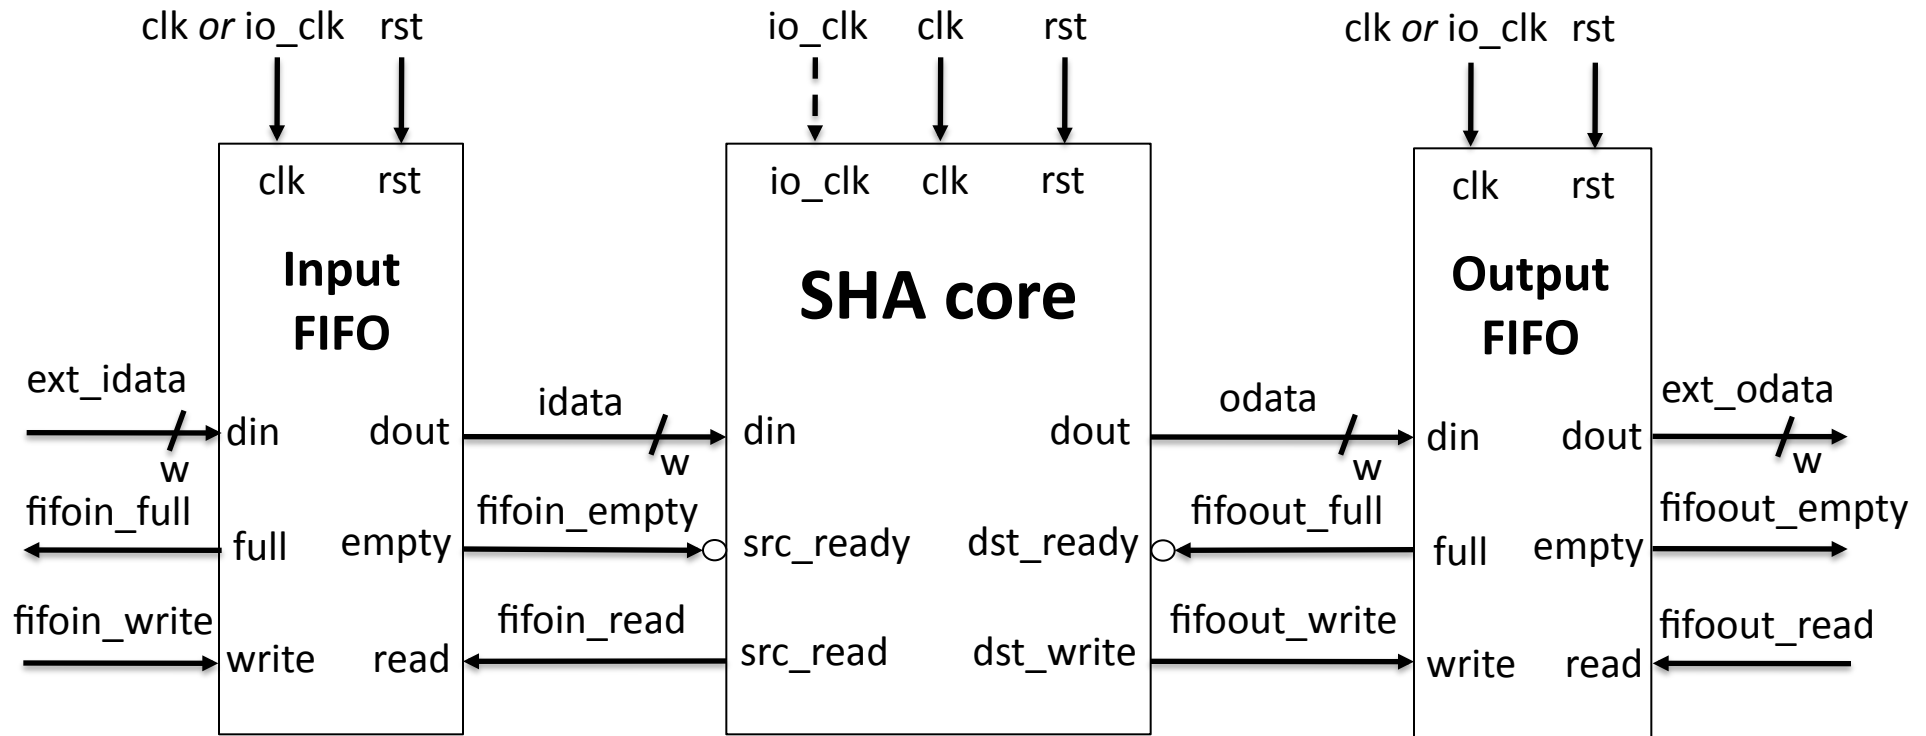 clk or io_clk rst
io_clk clk rst
clk or io_clk rst
clk rst
io_clk clk rst
clk rst
Input
FIFO
SHA core
Output
FIFO
ext_idata
idata
odata
ext_odata
din dout
w
w
din dout
w
din dout
w
fifoin_full
fifoin_empty
fifoout_full
fifoout_empty
full empty
src_ready dst_ready
full empty
fifoin_write
fifoin_read
fifoout_write
fifoout_read
write read
src_read dst_write
write read